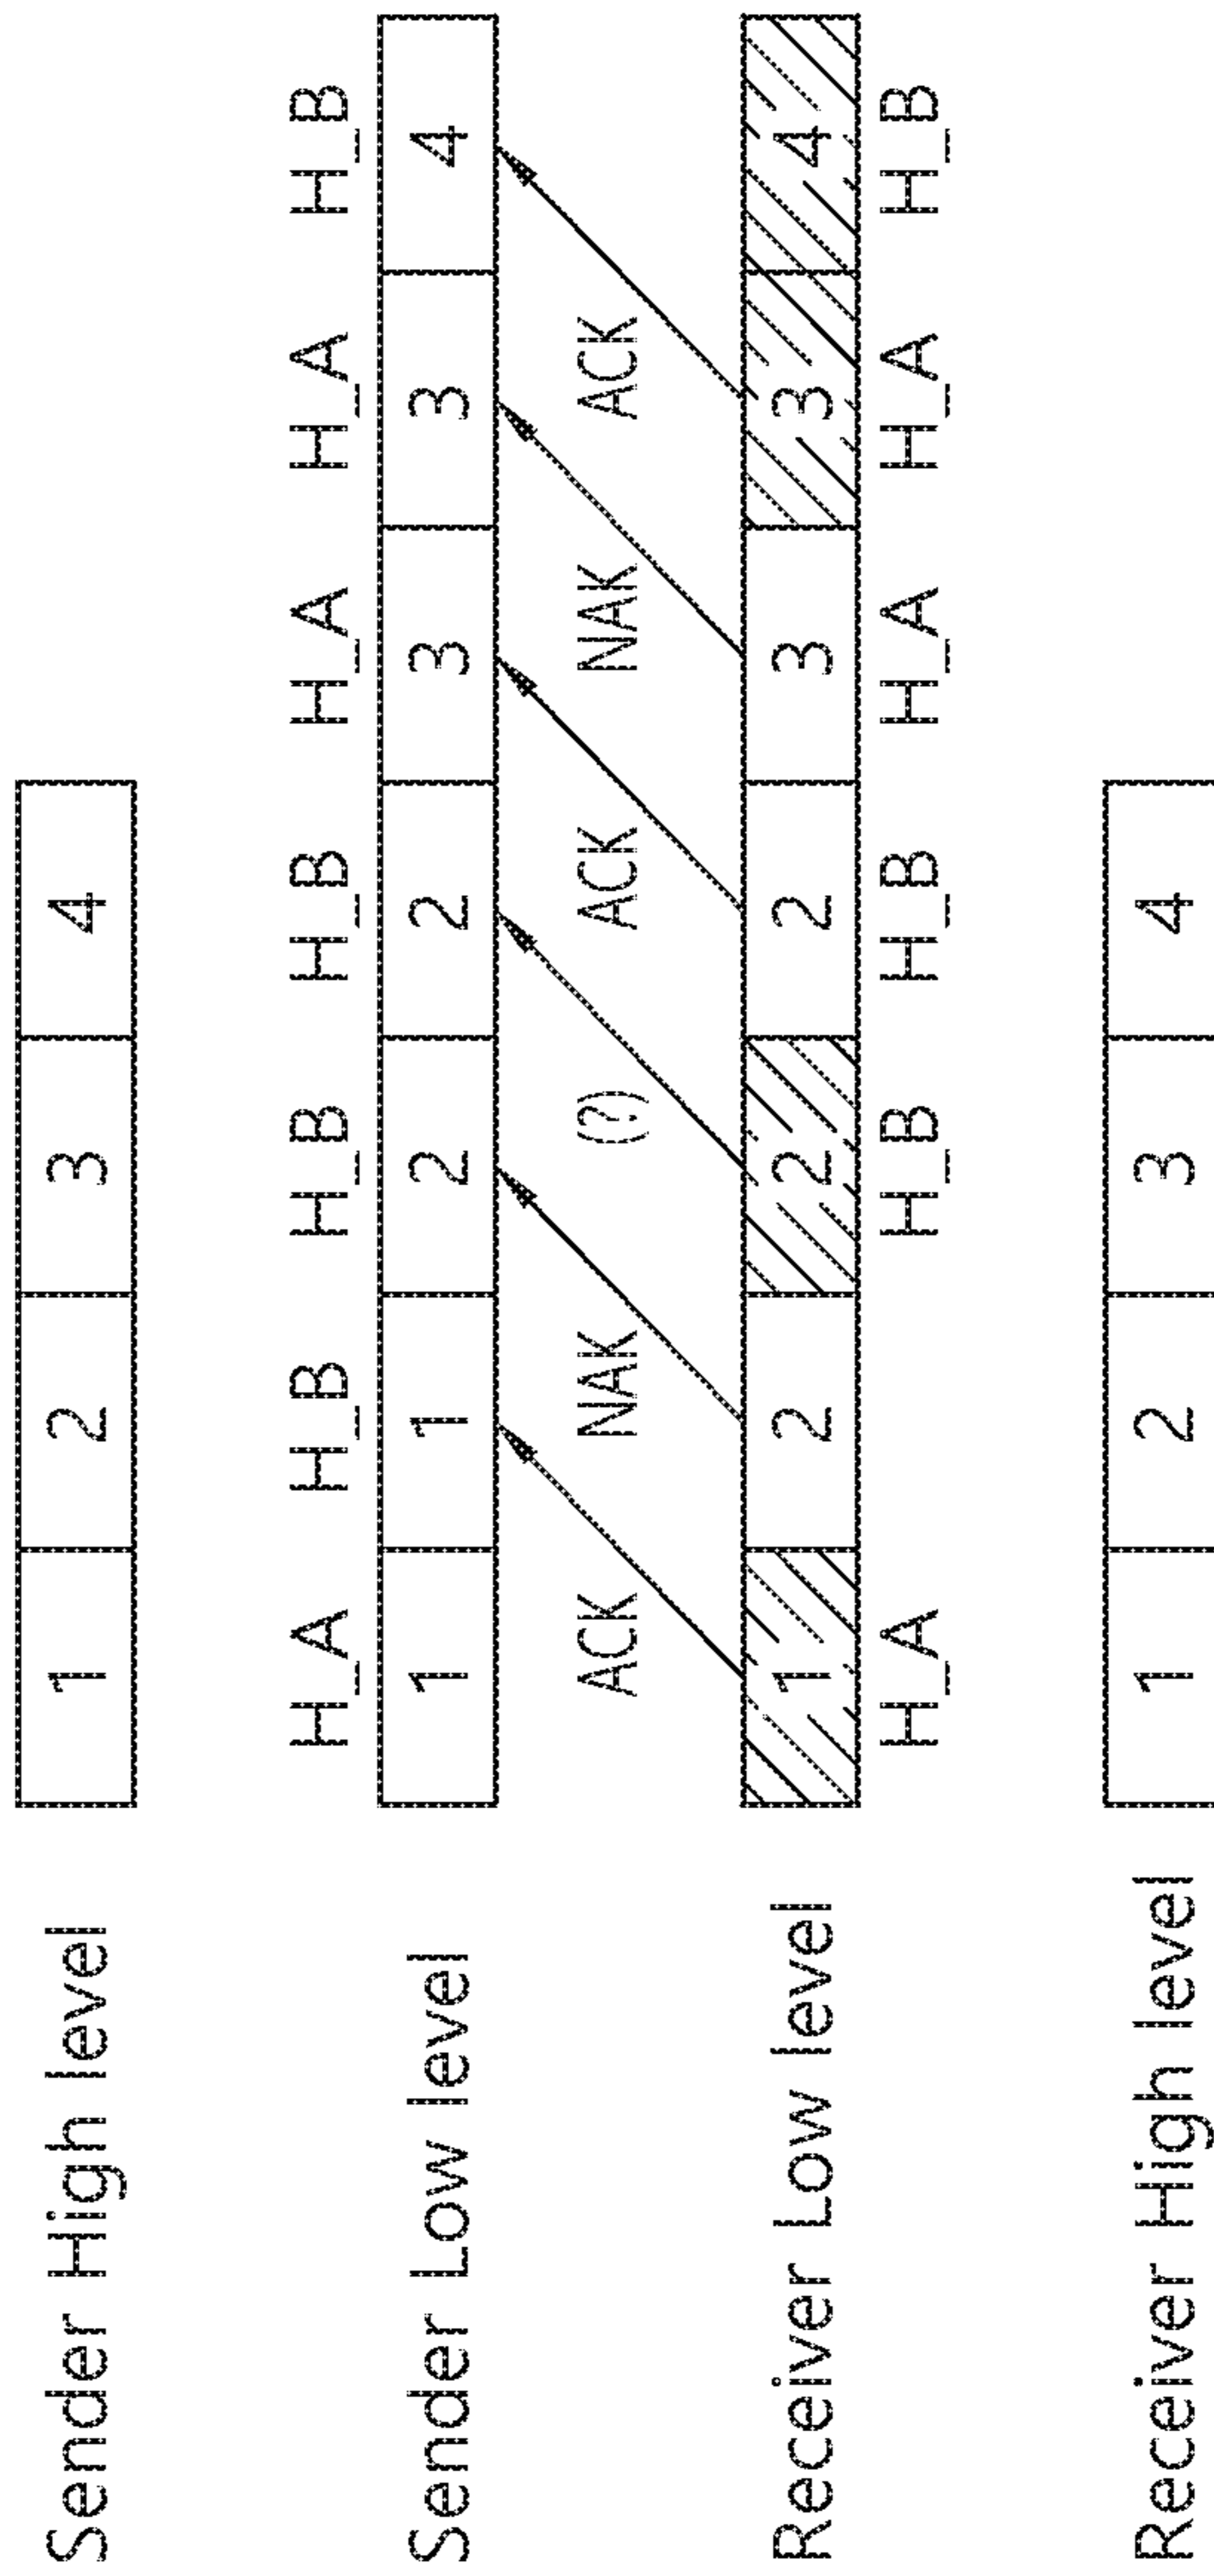 Sender High level 1 2 3 4
H_A H_B H_B H_B H_A H_A H_B
Sender Low level 1 1 2 2 3 3 4
ACK NAK (?) ACK NAK ACK
Receiver Low level 1 2 2 2 3 3 4
H_A H_B H_B H_A H_A H_B
Receiver High level 1 2 3 4